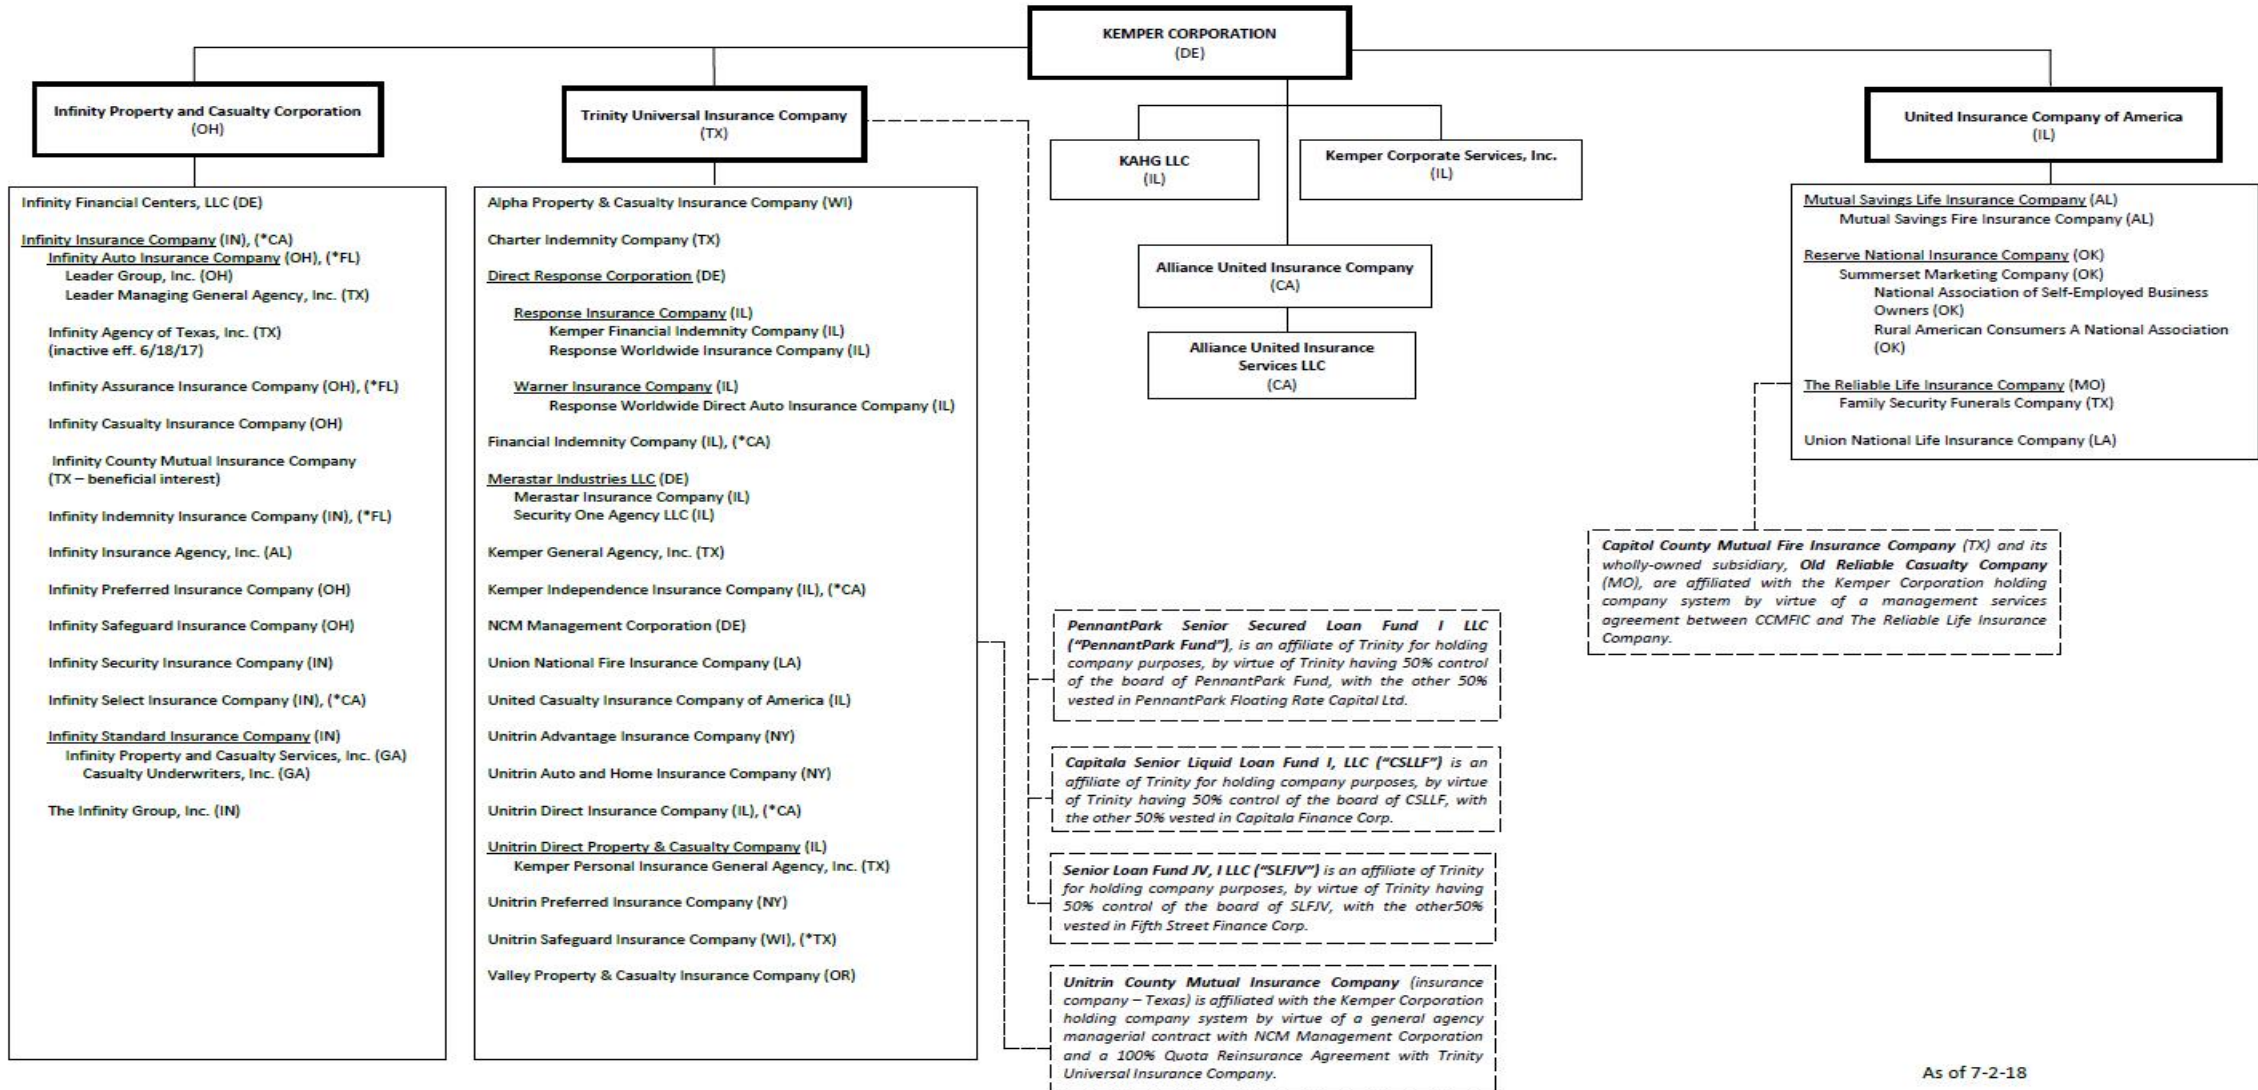 KEMPER CORPORATION
(DE)
Infinity Property and Casualty Corporation
(OH)
Trinity Universal Insurance Company
(TX)
United Insurance Company of America
(IL)
KAHG LLC
(IL)
Kemper Corporate Services, Inc.
(IL)
Alliance United Insurance Company
(CA)
Alliance United Insurance
Services LLC
(CA)
Infinity Financial Centers, LLC (DE)
Infinity Insurance Company (IN), (*CA)
Infinity Auto Insurance Company (OH), (*FL)
Leader Group, Inc. (OH)
Leader Managing General Agency, Inc. (TX)
Infinity Agency of Texas, Inc. (TX)
(inactive eff. 6/18/17)
Infinity Assurance Insurance Company (OH), (*FL)
Infinity Casualty Insurance Company (OH)
Infinity County Mutual Insurance Company
(TX – beneficial interest)
Infinity Indemnity Insurance Company (IN), (*FL)
Infinity Insurance Agency, Inc. (AL)
Infinity Preferred Insurance Company (OH)
Infinity Safeguard Insurance Company (OH)
Infinity Security Insurance Company (IN)
Infinity Select Insurance Company (IN), (*CA)
Infinity Standard Insurance Company (IN)
Infinity Property and Casualty Services, Inc. (GA)
Casualty Underwriters, Inc. (GA)
The Infinity Group, Inc. (IN)
Alpha Property & Casualty Insurance Company (WI)
Charter Indemnity Company (TX)
Direct Response Corporation (DE)
Response Insurance Company (IL)
Kemper Financial Indemnity Company (IL)
Response Worldwide Insurance Company (IL)
Warner Insurance Company (IL)
Response Worldwide Direct Auto Insurance Company (IL)
Financial Indemnity Company (IL), (*CA)
Merastar Industries LLC (DE)
Merastar Insurance Company (IL)
Security One Agency LLC (IL)
Kemper General Agency, Inc. (TX)
Kemper Independence Insurance Company (IL), (*CA)
NCM Management Corporation (DE)
Union National Fire Insurance Company (LA)
United Casualty Insurance Company of America (IL)
Unitrin Advantage Insurance Company (NY)
Unitrin Auto and Home Insurance Company (NY)
Unitrin Direct Insurance Company (IL), (*CA)
Unitrin Direct Property & Casualty Company (IL)
Kemper Personal Insurance General Agency, Inc. (TX)
Unitrin Preferred Insurance Company (NY)
Unitrin Safeguard Insurance Company (WI), (*TX)
Valley Property & Casualty Insurance Company (OR)
PennantPark Senior Secured Loan Fund I LLC
("PennantPark Fund"), is an affiliate of Trinity for holding
company purposes, by virtue of Trinity having 50% control
of the board of PennantPark Fund, with the other 50%
vested in PennantPark Floating Rate Capital Ltd.
Capitala Senior Liquid Loan Fund I, LLC ("CSLLF") is an
affiliate of Trinity for holding company purposes, by virtue
of Trinity having 50% control of the board of CSLLF, with
the other 50% vested in Capitala Finance Corp.
Senior Loan Fund JV, I LLC ("SLFJV") is an affiliate of Trinity
for holding company purposes, by virtue of Trinity having
50% control of the board of SLFJV, with the other50%
vested in Fifth Street Finance Corp.
Unitrin County Mutual Insurance Company (insurance
company – Texas) is affiliated with the Kemper Corporation
holding company system by virtue of a general agency
managerial contract with NCM Management Corporation
and a 100% Quota Reinsurance Agreement with Trinity
Universal Insurance Company.
Mutual Savings Life Insurance Company (AL)
Mutual Savings Fire Insurance Company (AL)
Reserve National Insurance Company (OK)
Summerset Marketing Company (OK)
National Association of Self-Employed Business
Owners (OK)
Rural American Consumers A National Association
(OK)
The Reliable Life Insurance Company (MO)
Family Security Funerals Company (TX)
Union National Life Insurance Company (LA)
Capitol County Mutual Fire Insurance Company (TX) and its
wholly-owned subsidiary, Old Reliable Casualty Company
(MO), are affiliated with the Kemper Corporation holding
company system by virtue of a management services
agreement between CCMFIC and The Reliable Life Insurance
Company.
As of 7-2-18